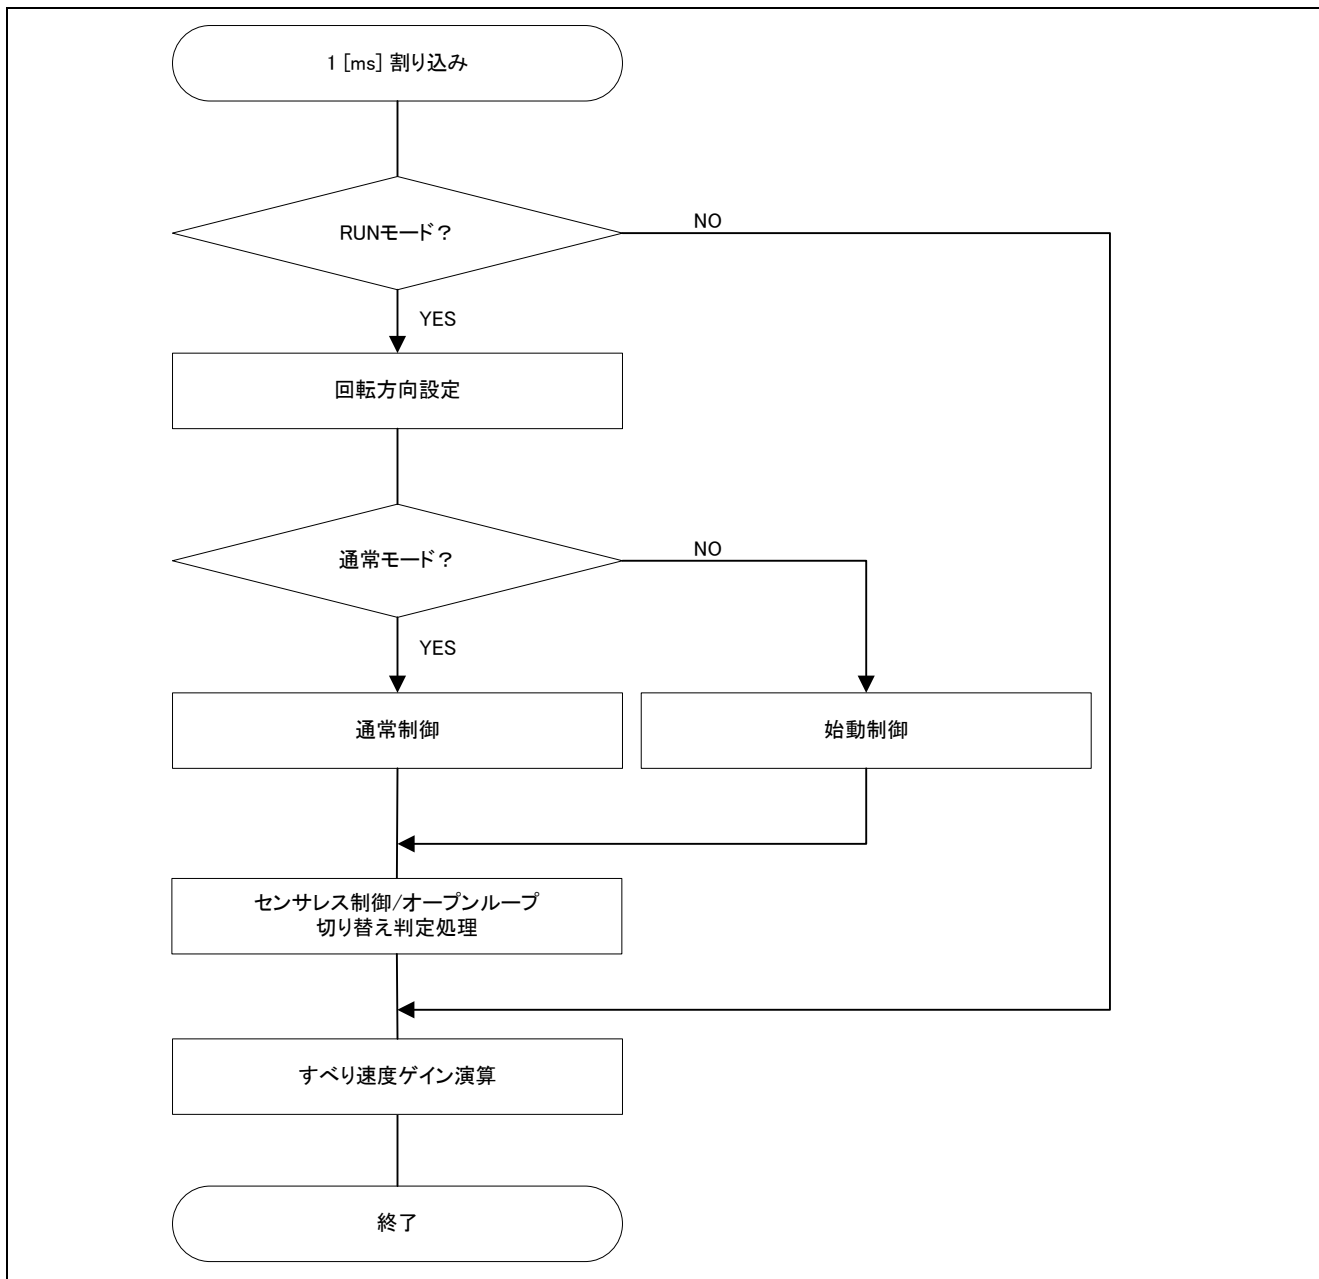 1 [ms] 割り込み
RUNモード？
NO
YES
回転方向設定
通常モード？
NO
YES
通常制御
始動制御
センサレス制御/オープンループ
切り替え判定処理
すべり速度ゲイン演算
終了